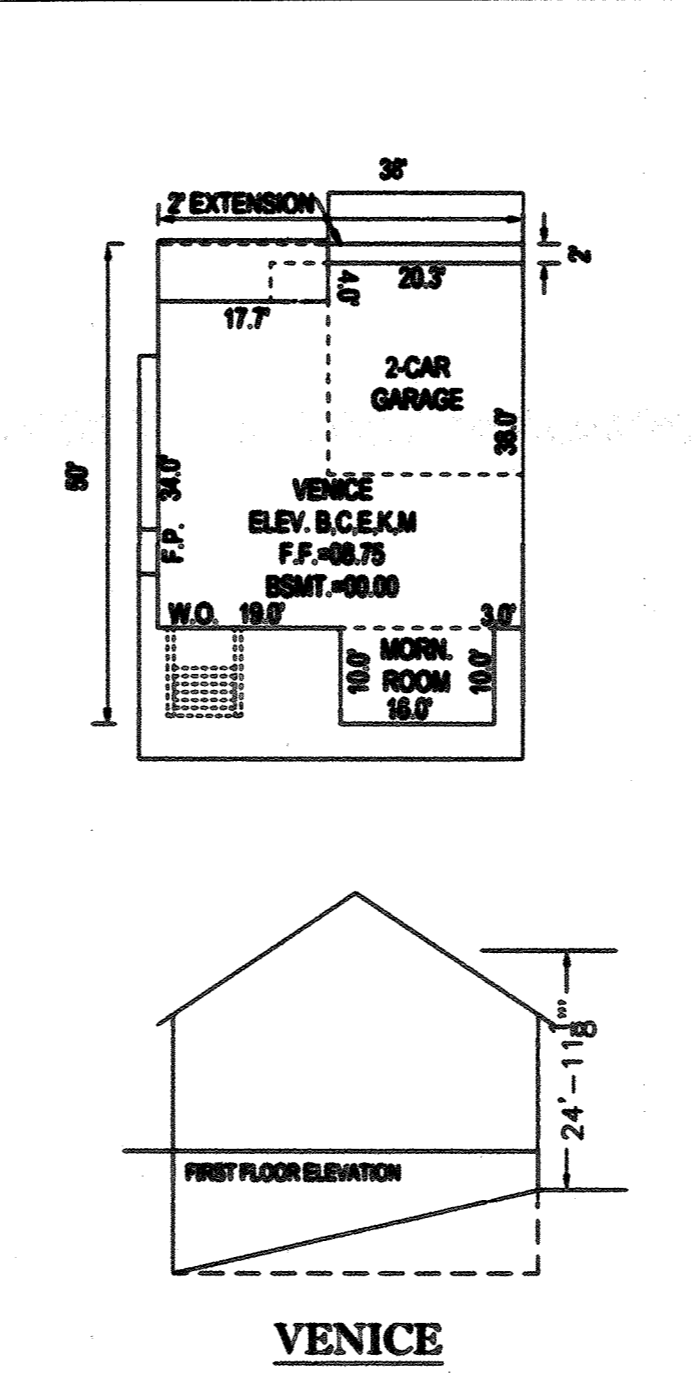 38'
2' EXTENSION
2'
4.0'
20.3'
17.7'
2-CAR
GARAGE
38.0'
50'
34.0'
F.P.
VENICE
ELEV. B,C,E,K,M
F.F.=08.75
BSMT.=00.00
W.O. 19.0' 3.0'
10.0'
MORN.
ROOM
10.0'
16.0'
24'-11 1/8"
FIRST FLOOR ELEVATION
VENICE